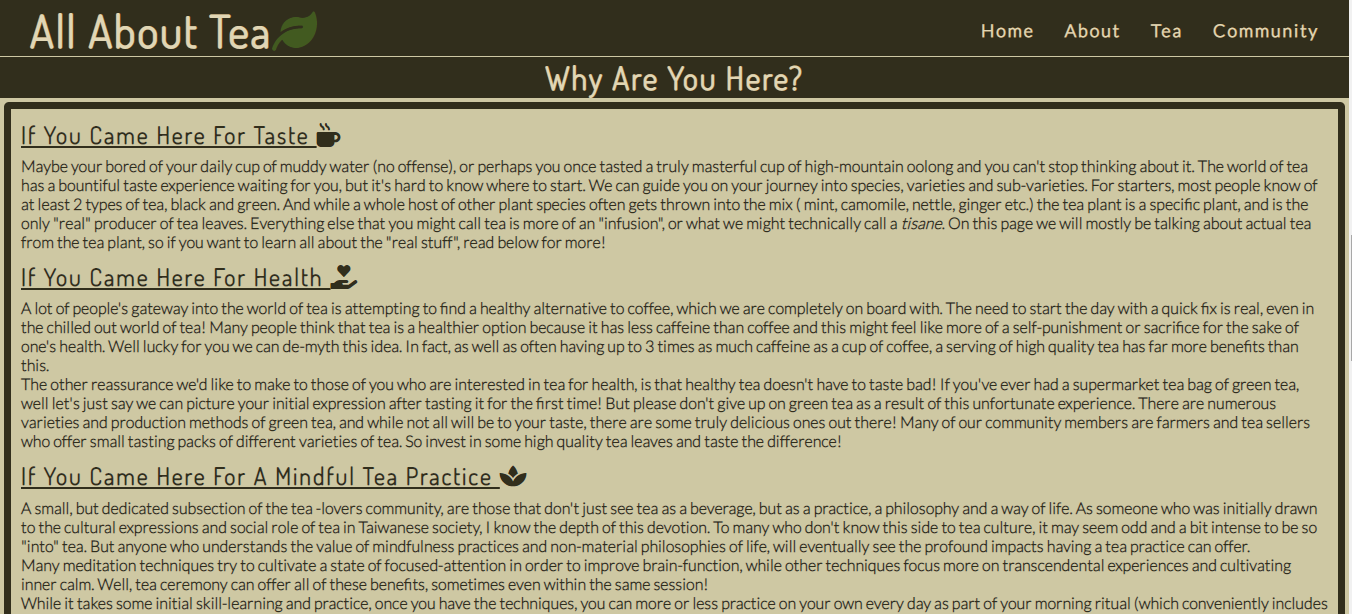 All About Tea
Home About Tea Community
Why Are You Here?
If You Came Here For Taste
Maybe your bored of your daily cup of muddy water (no offense), or perhaps you once tasted a truly masterful cup of high-mountain oolong and you can't stop thinking about it. The world of tea
has a bountiful taste experience waiting for you, but it's hard to know where to start. We can guide you on your journey into species, varieties and sub-varieties. For starters, most people know of
at least 2 types of tea, black and green. And while a whole host of other plant species often gets thrown into the mix ( mint, camomile, nettle, ginger etc.) the tea plant is a specific plant, and is the
only "real" producer of tea leaves. Everything else that you might call tea is more of an "infusion", or what we might technically call a tisane. On this page we will mostly be talking about actual tea
from the tea plant, so if you want to learn all about the "real stuff", read below for more!
If You Came Here For Health
A lot of people's gateway into the world of tea is attempting to find a healthy alternative to coffee, which we are completely on board with. The need to start the day with a quick fix is real, even in
the chilled out world of tea! Many people think that tea is a healthier option because it has less caffeine than coffee and this might feel like more of a self-punishment or sacrifice for the sake of
one's health. Well lucky for you we can de-myth this idea. In fact, as well as often having up to 3 times as much caffeine as a cup of coffee, a serving of high quality tea has far more benefits than
this.
The other reassurance we'd like to make to those of you who are interested in tea for health, is that healthy tea doesn't have to taste bad! If you've ever had a supermarket tea bag of green tea,
well let's just say we can picture your initial expression after tasting it for the first time! But please don't give up on green tea as a result of this unfortunate experience. There are numerous
varieties and production methods of green tea, and while not all will be to your taste, there are some truly delicious ones out there! Many of our community members are farmers and tea sellers
who offer small tasting packs of different varieties of tea. So invest in some high quality tea leaves and taste the difference!
If You Came Here For A Mindful Tea Practice
A small, but dedicated subsection of the tea -lovers community, are those that don't just see tea as a beverage, but as a practice, a philosophy and a way of life. As someone who was initially drawn
to the cultural expressions and social role of tea in Taiwanese society, I know the depth of this devotion. To many who don't know this side to tea culture, it may seem odd and a bit intense to be so
"into" tea. But anyone who understands the value of mindfulness practices and non-material philosophies of life, will eventually see the profound impacts having a tea practice can offer.
Many meditation techniques try to cultivate a state of focused-attention in order to improve brain-function, while other techniques focus more on transcendental experiences and cultivating
inner calm. Well, tea ceremony can offer all of these benefits, sometimes even within the same session!
While it takes some initial skill-learning and practice, once you have the techniques, you can more or less practice on your own every day as part of your morning ritual (which conveniently includes